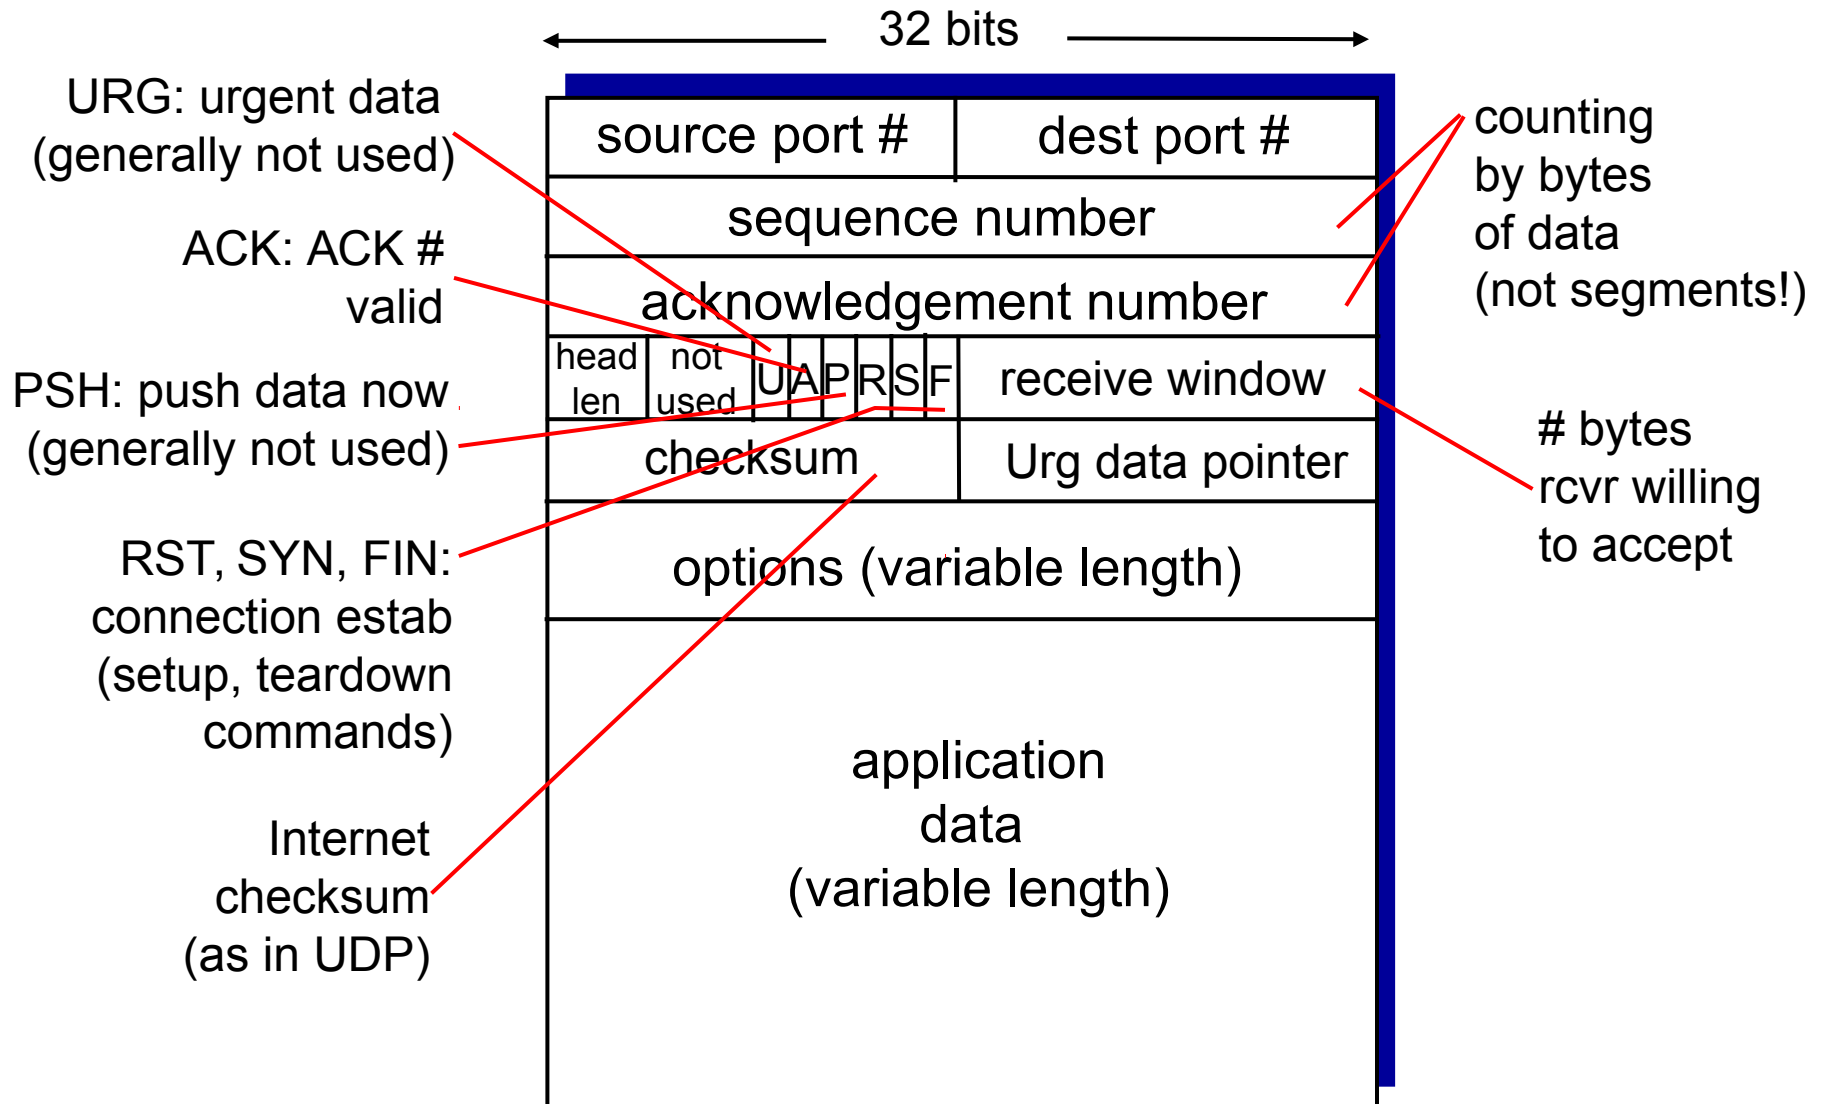 32 bits
URG: urgent data
(generally not used)
ACK: ACK #
valid
PSH: push data now
(generally not used)
RST, SYN, FIN:
connection estab
(setup, teardown
commands)
Internet
checksum
(as in UDP)
source port #
dest port #
sequence number
acknowledgement number
head
len
not
used
U
A
P
R
S
F
receive window
checksum
Urg data pointer
options (variable length)
application
data
(variable length)
counting
by bytes
of data
(not segments!)
# bytes
rcvr willing
to accept